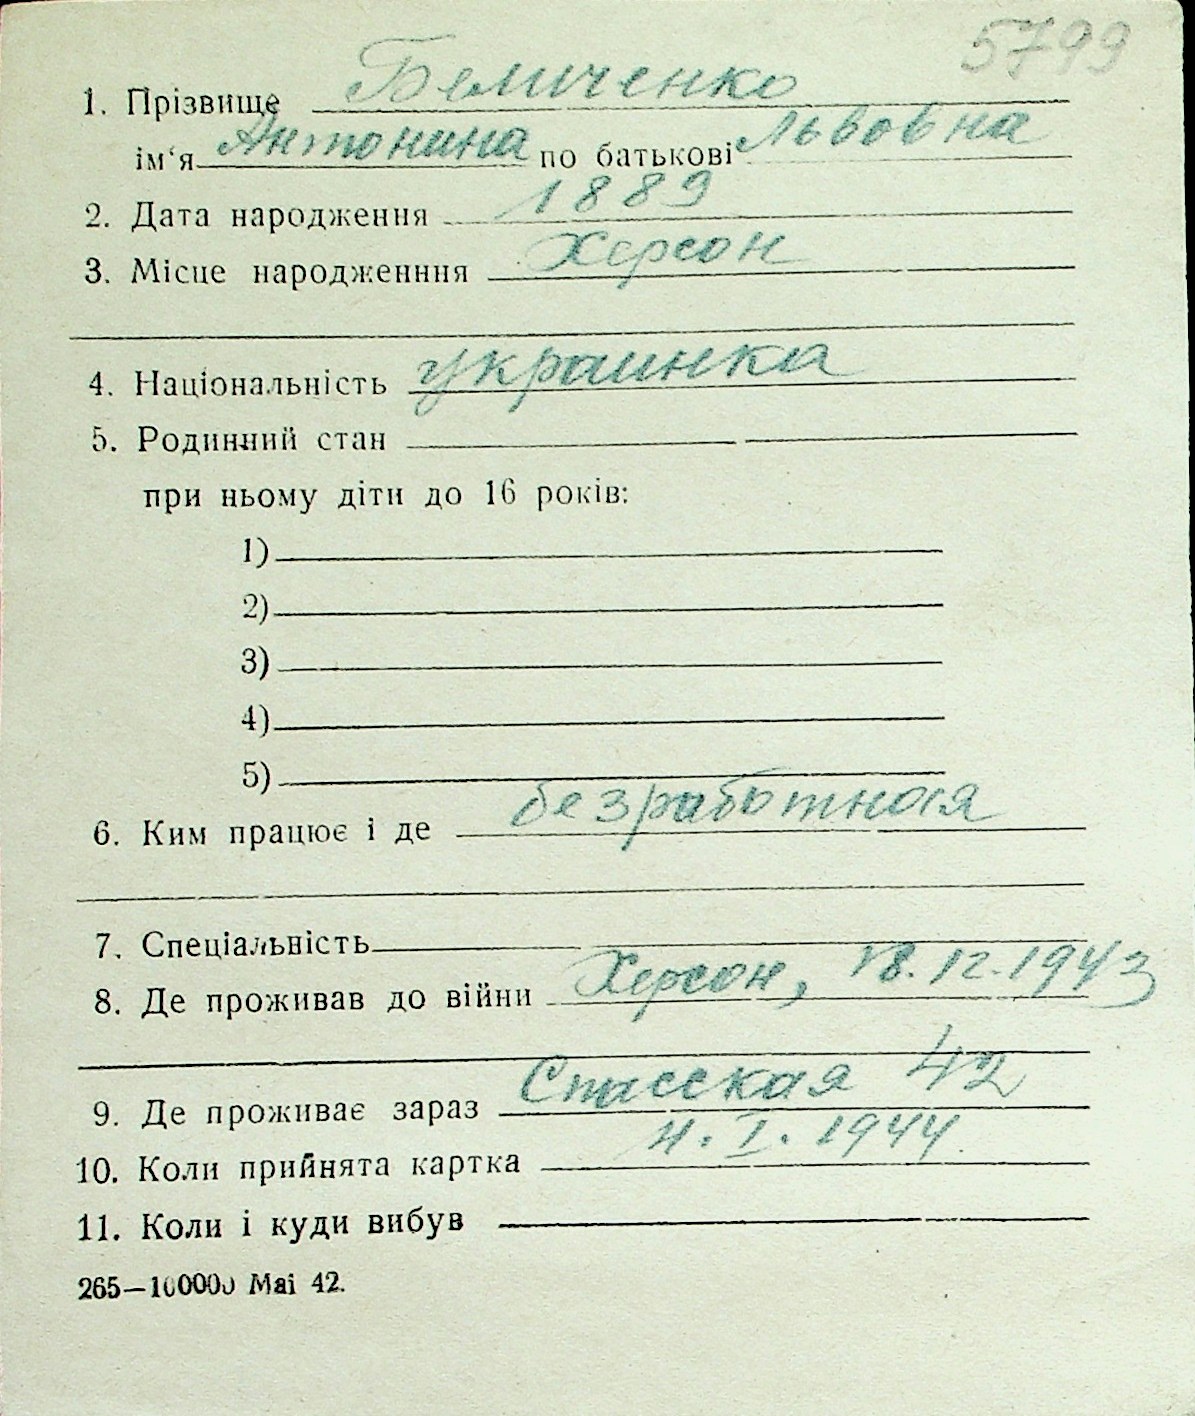 5799
1. Прізвище Беличенко
ім‘я Антонина по батькові Львовна
2. Дата народження 1889
3. Місце народженння Херсон
4. Національність украинка
5. Родинний стан
при ньому діти до 16 років:
1)
2)
3)
4)
5)
6. Ким працює і де безработная
7. Спеціальність
8. Де проживав до війни Херсон, 18.12.1943
9. Де проживає зараз Спасская 42
10. Коли прийнята картка 4.I.1944
11. Коли і куди вибув
265—100000 Mai 42.